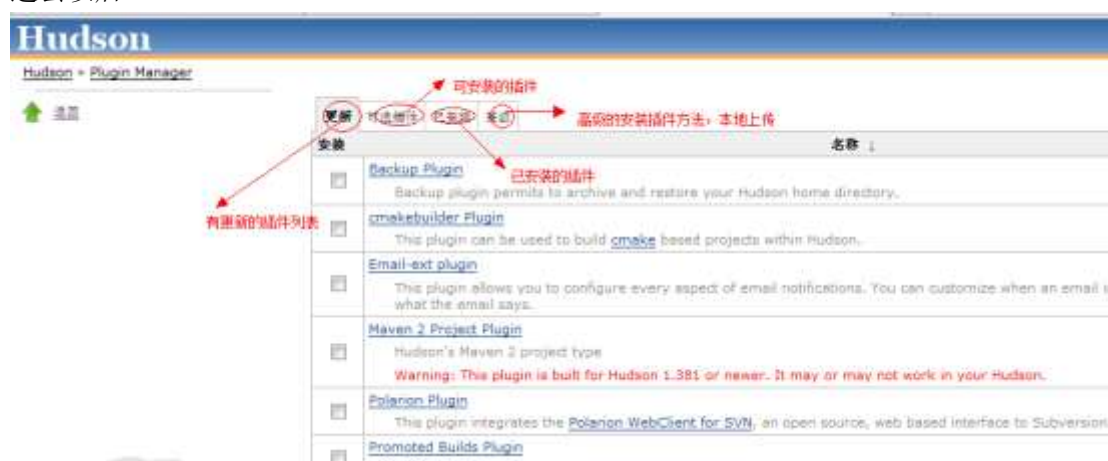 Hudson
Hudson » Plugin Manager
可安装的插件
返回
更新 可选插件 已安装 高级
高级的安装插件方法，本地上传
安装 名称 ↓
Backup Plugin
已安装的插件
Backup plugin permits to archive and restore your Hudson home directory.
有更新的插件列表
cmakebuilder Plugin
This plugin can be used to build cmake based projects within Hudson.
Email-ext plugin
This plugin allows you to configure every aspect of email notifications. You can customize when an email
what the email says.
Maven 2 Project Plugin
Hudson's Maven 2 project type
Warning: This plugin is built for Hudson 1.381 or newer. It may or may not work in your Hudson.
Polarion Plugin
This plugin integrates the Polarion WebClient for SVN, an open source, web based interface to Subversion
Promoted Builds Plugin